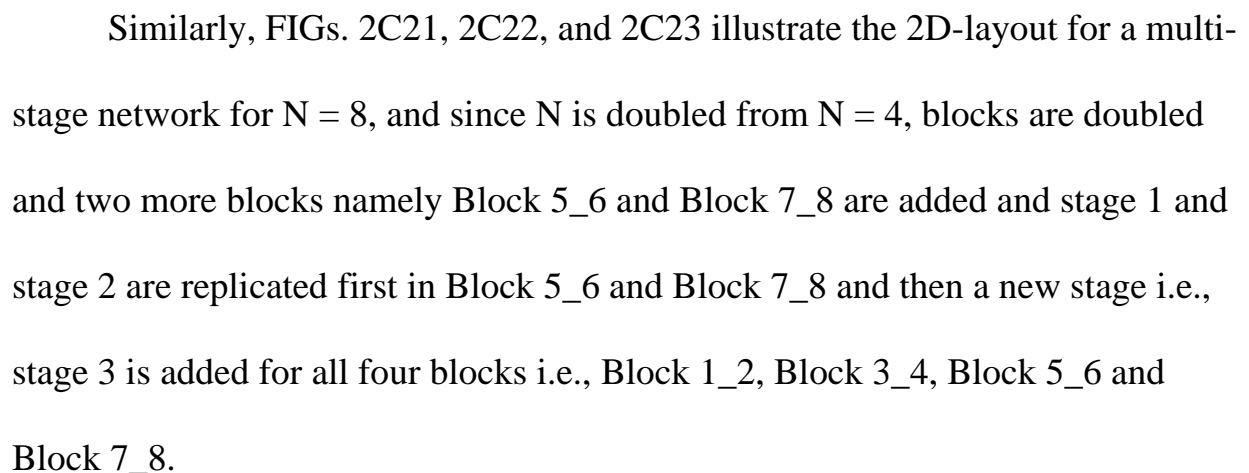 Similarly, FIGs. 2C21, 2C22, and 2C23 illustrate the 2D-layout for a multi-
stage network for N = 8, and since N is doubled from N = 4, blocks are doubled
and two more blocks namely Block 5_6 and Block 7_8 are added and stage 1 and
stage 2 are replicated first in Block 5_6 and Block 7_8 and then a new stage i.e.,
stage 3 is added for all four blocks i.e., Block 1_2, Block 3_4, Block 5_6 and
Block 7_8.